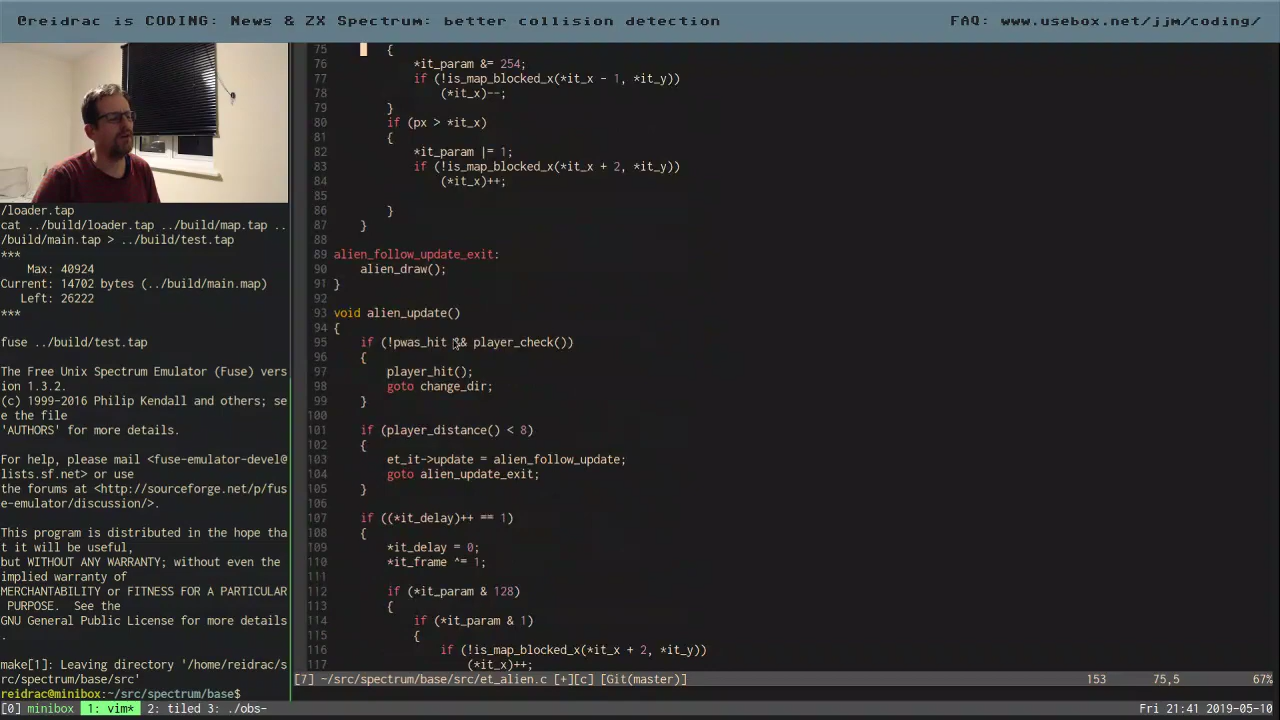 @reidrac is CODING: News & ZX Spectrum: better collision detection
FAQ: www.usebox.net/jjm/coding/
/loader.tap
cat ../build/loader.tap ../build/map.tap ..
/build/main.tap > ../build/test.tap
***
Max: 40924
Current: 14702 bytes (../build/main.map)
Left: 26222
***
fuse ../build/test.tap
The Free Unix Spectrum Emulator (Fuse) vers
ion 1.3.2.
(c) 1999-2016 Philip Kendall and others; se
e the file
'AUTHORS' for more details.
For help, please mail <fuse-emulator-devel@
lists.sf.net> or use
the forums at <http://sourceforge.net/p/fus
e-emulator/discussion/>.
This program is distributed in the hope tha
t it will be useful,
but WITHOUT ANY WARRANTY; without even the
implied warranty of
MERCHANTABILITY or FITNESS FOR A PARTICULAR
PURPOSE.  See the
GNU General Public License for more details
.
make[1]: Leaving directory '/home/reidrac/s
rc/spectrum/base/src'
reidrac@minibox:~/src/spectrum/base$
75 {
76 *it_param &= 254;
77 if (!is_map_blocked_x(*it_x - 1, *it_y))
78 (*it_x)--;
79 }
80 if (px > *it_x)
81 {
82 *it_param |= 1;
83 if (!is_map_blocked_x(*it_x + 2, *it_y))
84 (*it_x)++;
85
86 }
87 }
88
89 alien_follow_update_exit:
90 alien_draw();
91 }
92
93 void alien_update()
94 {
95 if (!pwas_hit && player_check())
96 {
97 player_hit();
98 goto change_dir;
99 }
100
101 if (player_distance() < 8)
102 {
103 et_it->update = alien_follow_update;
104 goto alien_update_exit;
105 }
106
107 if ((*it_delay)++ == 1)
108 {
109 *it_delay = 0;
110 *it_frame ^= 1;
111
112 if (*it_param & 128)
113 {
114 if (*it_param & 1)
115 {
116 if (!is_map_blocked_x(*it_x + 2, *it_y))
117 (*it_x)++;
[7] ~/src/spectrum/base/src/et_alien.c [+][c] [Git(master)] 153 75,5 67%
[0] minibox 1: vim* 2: tiled 3: ./obs- Fri 21:41 2019-05-10